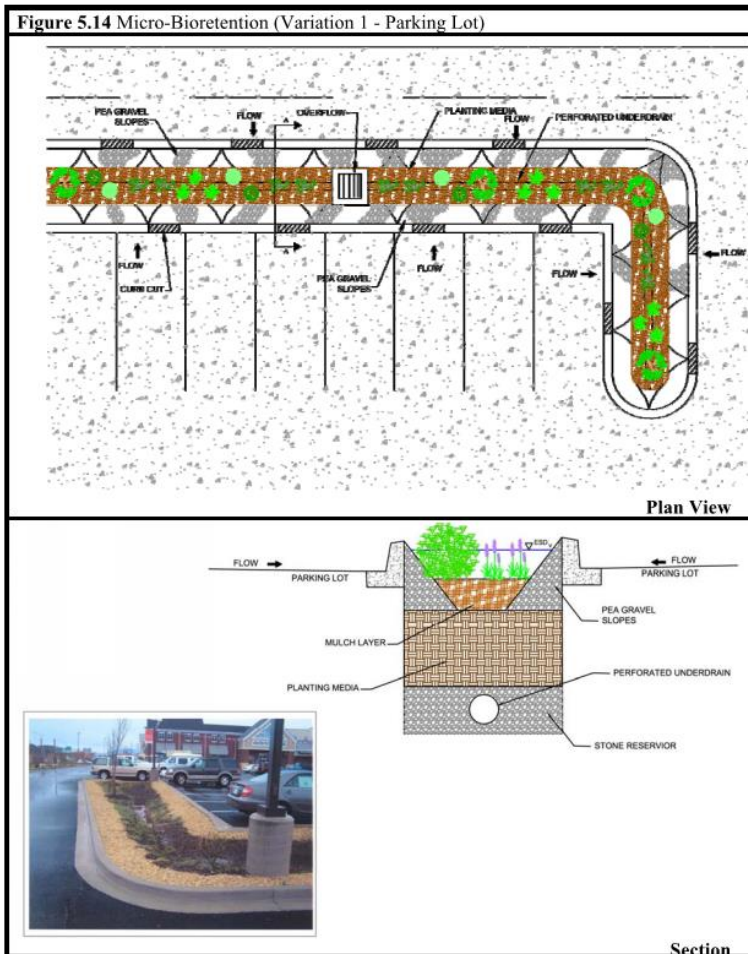 Figure 5.14 Micro-Bioretention (Variation 1 - Parking Lot)
PEA GRAVEL
SLOPES
FLOW
A
OVERFLOW
PLANTING MEDIA
FLOW
PERFORATED UNDERDRAIN
FLOW
CURB CUT
A
PEA GRAVEL
SLOPES
FLOW
FLOW
FLOW
Plan View
FLOW
PARKING LOT
ESDv
FLOW
PARKING LOT
PEA GRAVEL
SLOPES
MULCH LAYER
PERFORATED UNDERDRAIN
PLANTING MEDIA
STONE RESERVIOR
Section